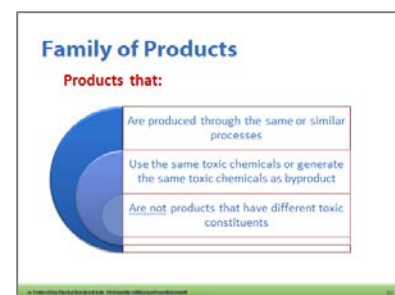 Family of Products
Products that:
Are produced through the same or similar
processes
Use the same toxic chemicals or generate
the same toxic chemicals as byproduct
Are not products that have different toxic
constituents